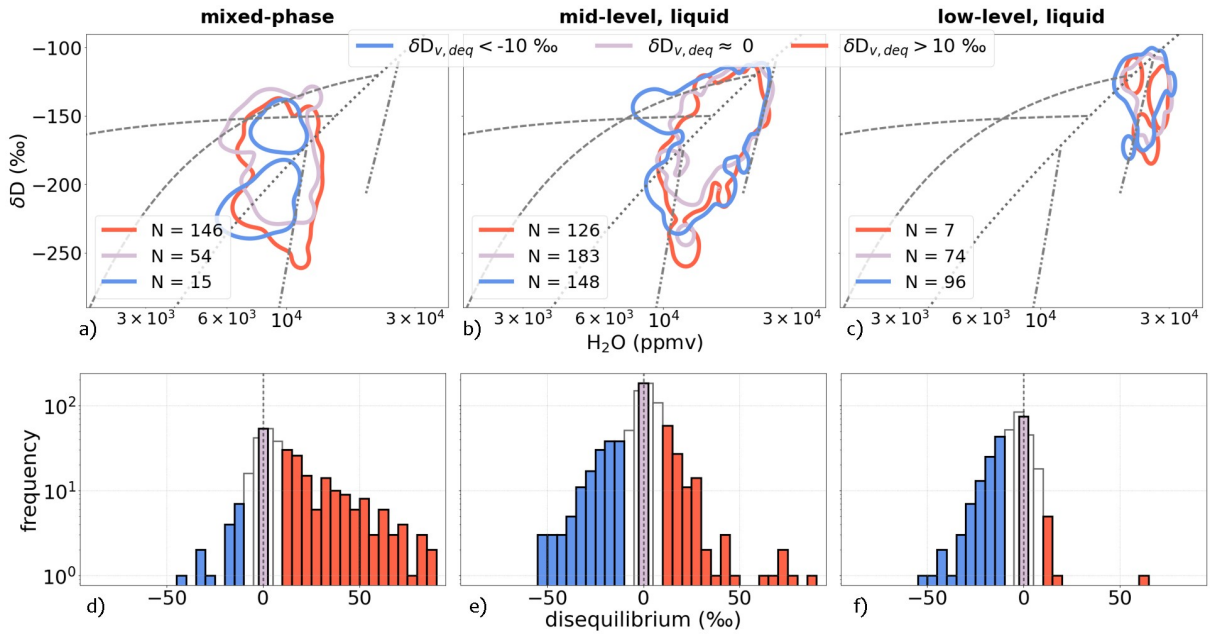 mixed-phase
mid-level, liquid
low-level, liquid
δD_{v,deq} < -10 ‰
δD_{v,deq} ≈ 0
δD_{v,deq} > 10 ‰
−100
−150
−200
−250
δD (‰)
N = 146
N = 54
N = 15
N = 126
N = 183
N = 148
N = 7
N = 74
N = 96
a)
3 × 10³
6 × 10³
10⁴
3 × 10⁴
b)
3 × 10³
6 × 10³
10⁴
3 × 10⁴
c)
3 × 10³
6 × 10³
10⁴
3 × 10⁴
H₂O (ppmv)
10²
10¹
10⁰
frequency
d)
−50
0
50
e)
−50
0
50
f)
−50
0
50
disequilibrium (‰)